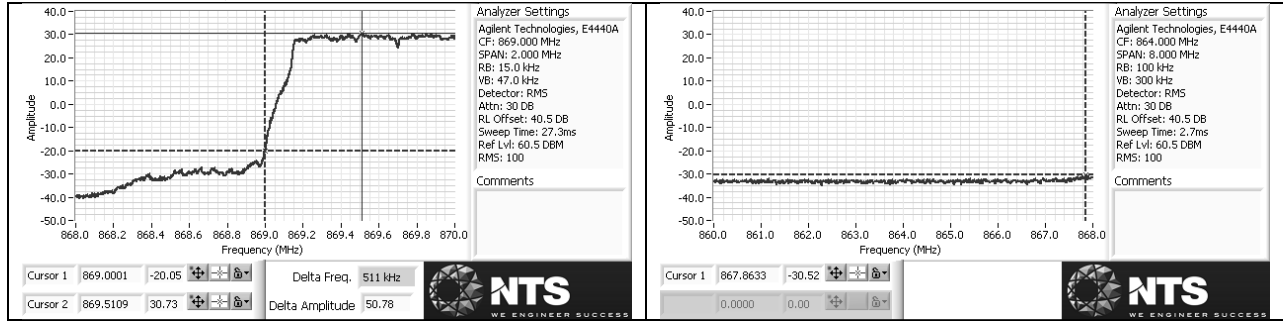 Analyzer Settings
Agilent Technologies, E4440A
CF: 869.000 MHz
SPAN: 2.000 MHz
RB: 15.0 kHz
VB: 47.0 kHz
Detector: RMS
Attn: 30 DB
RL Offset: 40.5 DB
Sweep Time: 27.3ms
Ref Lvl: 60.5 DBM
RMS: 100
Comments
Amplitude
40.0
30.0
20.0
10.0
0.0
-10.0
-20.0
-30.0
-40.0
-50.0
868.0 868.2 868.4 868.6 868.8 869.0 869.2 869.4 869.6 869.8 870.0
Frequency (MHz)
Cursor 1 869.0001 -20.05
Cursor 2 869.5109 30.73
Delta Freq. 511 kHz
Delta Amplitude 50.78
NTS
WE ENGINEER SUCCESS
Analyzer Settings
Agilent Technologies, E4440A
CF: 864.000 MHz
SPAN: 8.000 MHz
RB: 100 kHz
VB: 300 kHz
Detector: RMS
Attn: 30 DB
RL Offset: 40.5 DB
Sweep Time: 2.7ms
Ref Lvl: 60.5 DBM
RMS: 100
Comments
Amplitude
40.0
30.0
20.0
10.0
0.0
-10.0
-20.0
-30.0
-40.0
-50.0
860.0 861.0 862.0 863.0 864.0 865.0 866.0 867.0 868.0
Frequency (MHz)
Cursor 1 867.8633 -30.52
0.0000 0.00
NTS
WE ENGINEER SUCCESS